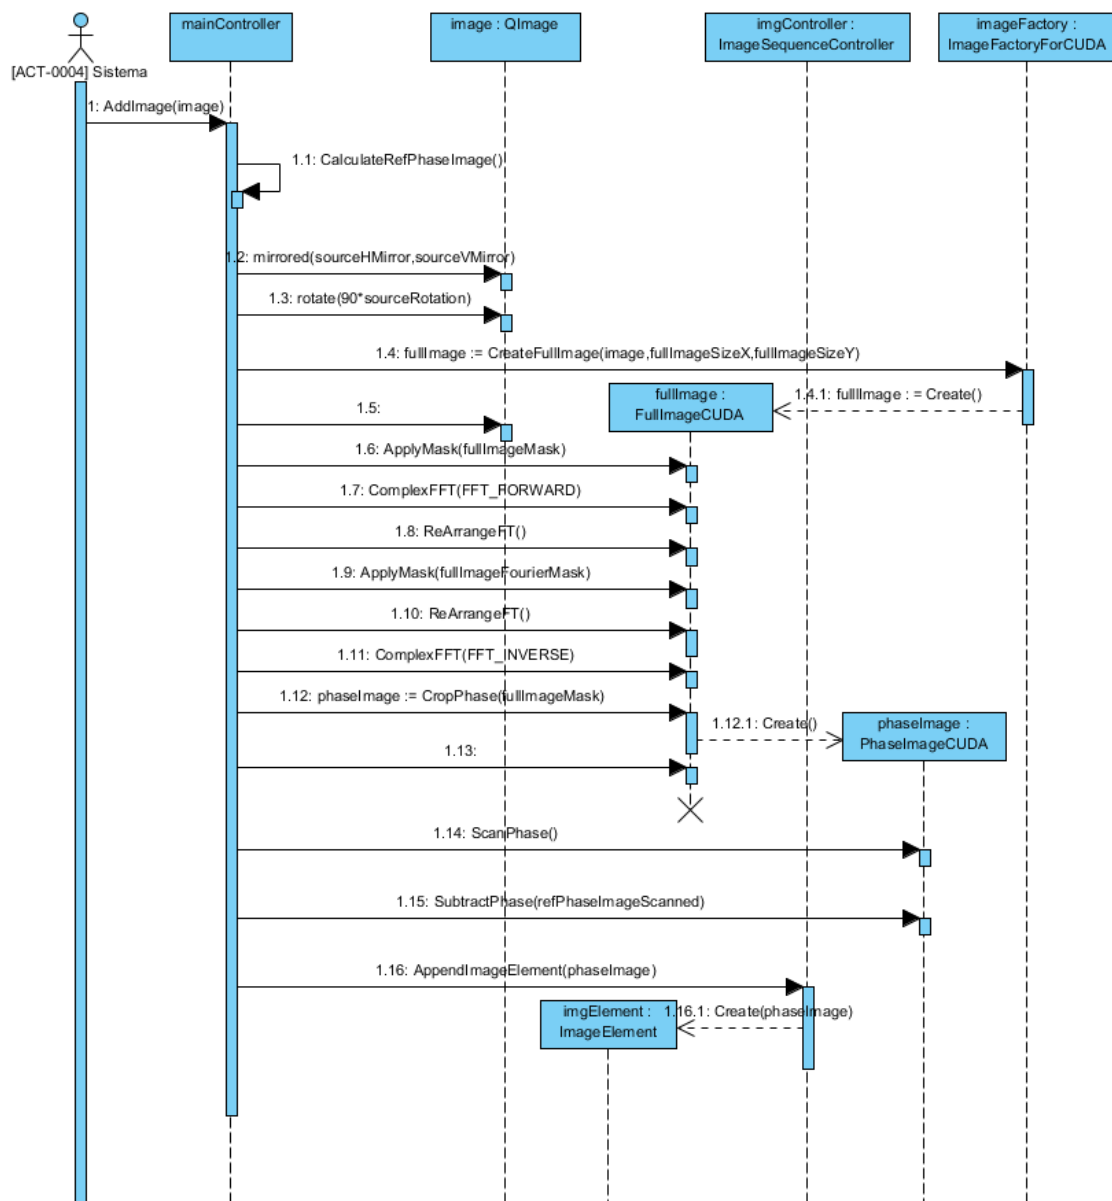 mainController
image : QImage
imgController :
ImageSequenceController
imageFactory :
ImageFactoryForCUDA
[ACT-0004] Sistema
1: AddImage(image)
1.1: CalculateRefPhaseImage()
1.2: mirrored(sourceHMirror,sourceVMirror)
1.3: rotate(90*sourceRotation)
1.4: fullImage := CreateFullImage(image,fullImageSizeX,fullImageSizeY)
fullImage :
FullImageCUDA
1.4.1: fullImage : = Create()
1.5:
1.6: ApplyMask(fullImageMask)
1.7: ComplexFFT(FFT_FORWARD)
1.8: ReArrangeFT()
1.9: ApplyMask(fullImageFourierMask)
1.10: ReArrangeFT()
1.11: ComplexFFT(FFT_INVERSE)
1.12: phaseImage := CropPhase(fullImageMask)
1.12.1: Create()
phaseImage :
PhaseImageCUDA
1.13:
1.14: ScanPhase()
1.15: SubtractPhase(refPhaseImageScanned)
1.16: AppendImageElement(phaseImage)
imgElement :
ImageElement
1.16.1: Create(phaseImage)